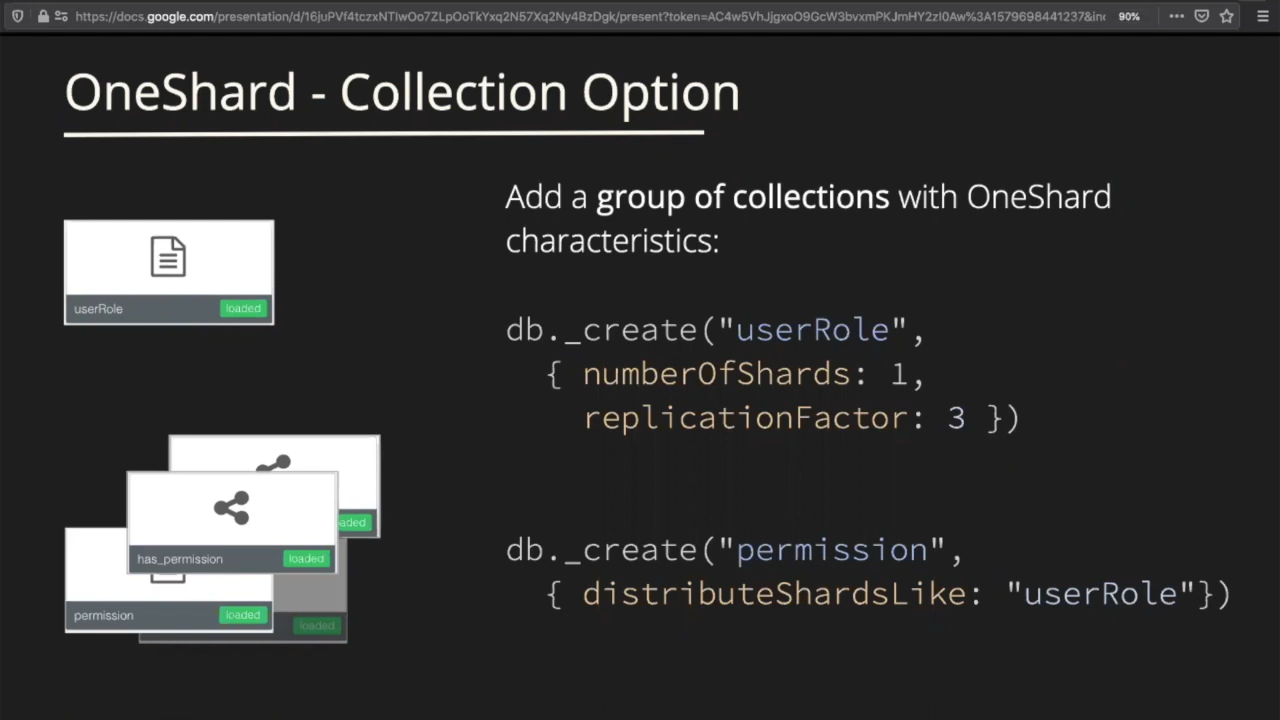 https://docs.google.com/presentation/d/16juPVf4tczxNTIwOo7ZLpOoTkYxq2N57Xq2Ny4BzDgk/present?token=AC4w5VhJjgxoO9GcW3bvxmPKJmHY2zI0Aw%3A1579698441237&in 90%
OneShard - Collection Option
Add a group of collections with OneShard
characteristics:
userRole loaded
db._create("userRole",
{ numberOfShards: 1,
replicationFactor: 3 })
loaded
has_permission loaded
permission loaded
loaded
db._create("permission",
{ distributeShardsLike: "userRole"})